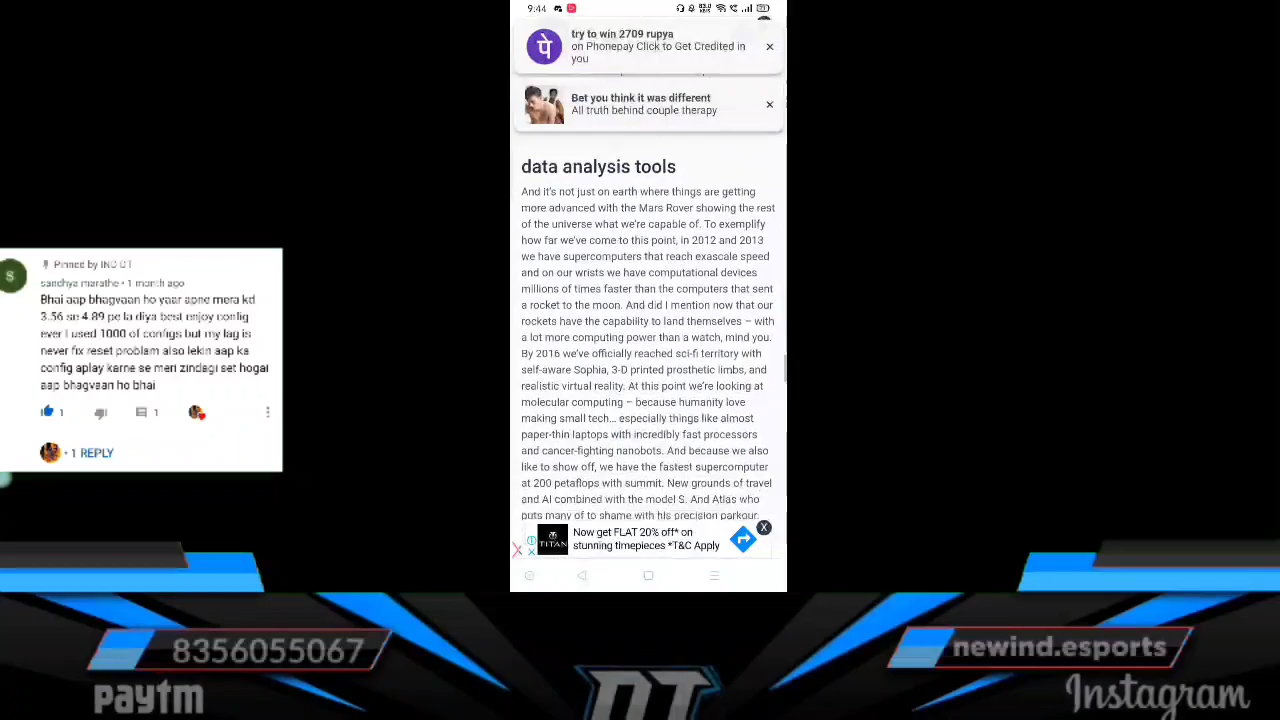 9:44
83.0
KB/S
पे
try to win 2709 rupya
on Phonepay Click to Get Credited in
you
Bet you think it was different
All truth behind couple therapy
data analysis tools
And it's not just on earth where things are getting
more advanced with the Mars Rover showing the rest
of the universe what we're capable of. To exemplify
how far we've come to this point, in 2012 and 2013
we have supercomputers that reach exascale speed
and on our wrists we have computational devices
millions of times faster than the computers that sent
a rocket to the moon. And did I mention now that our
rockets have the capability to land themselves – with
a lot more computing power than a watch, mind you.
By 2016 we've officially reached sci-fi territory with
self-aware Sophia, 3-D printed prosthetic limbs, and
realistic virtual reality. At this point we're looking at
molecular computing – because humanity love
making small tech… especially things like almost
paper-thin laptops with incredibly fast processors
and cancer-fighting nanobots. And because we also
like to show off, we have the fastest supercomputer
at 200 petaflops with summit. New grounds of travel
and AI combined with the model S. And Atlas who
puts many of to shame with his precision parkour.
TITAN
Now get FLAT 20% off* on
stunning timepieces *T&C Apply
X
S
Pinned by IND OT
sandhya marathe • 1 month ago
Bhai aap bhagvaan ho yaar apne mera kd
3.56 se 4.89 pe la diya best enjoy config
ever I used 1000 of configs but my lag is
never fix reset problam also lekin aap ka
config aplay karne se meri zindagi set hogai
aap bhagvaan ho bhai
1
1
• 1 REPLY
8356055067
paytm
newind.esports
Instagram